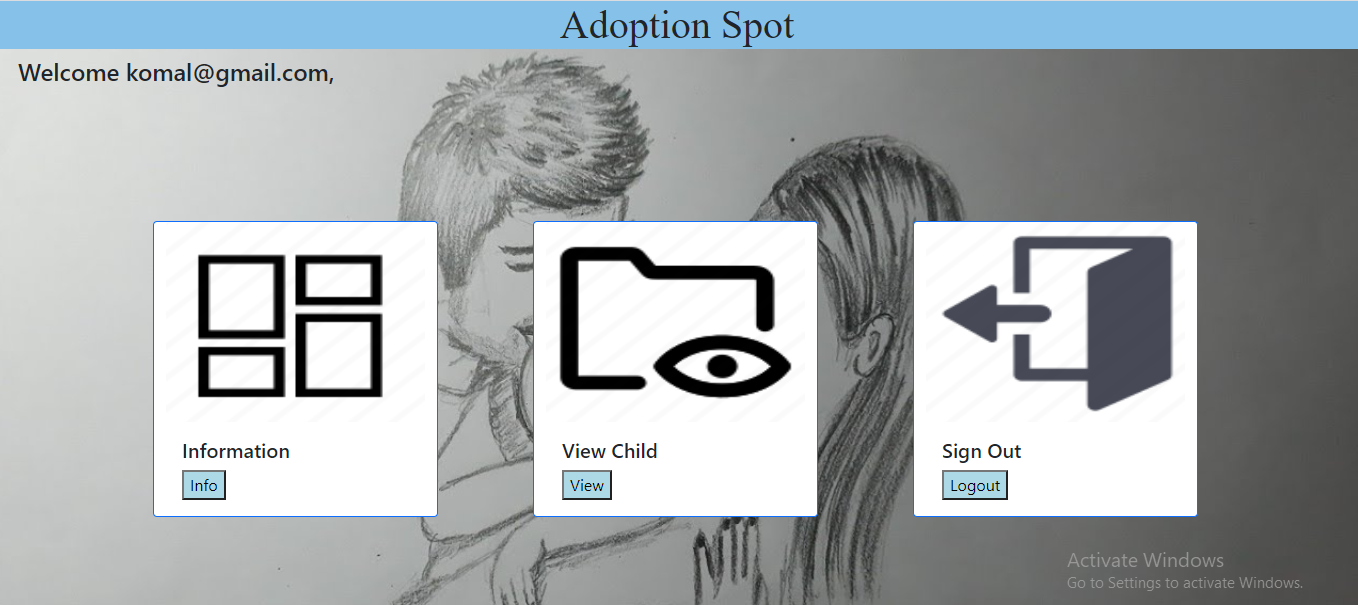 Adoption Spot
Welcome komal@gmail.com,
Information
Info
View Child
View
Sign Out
Logout
Activate Windows
Go to Settings to activate Windows.